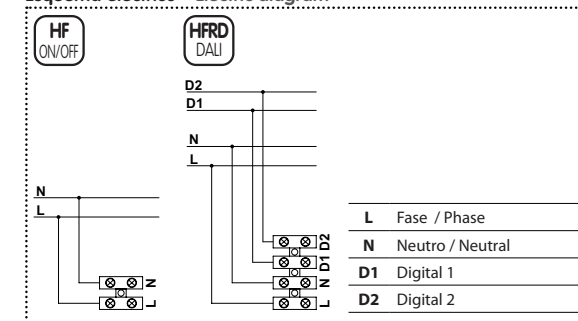 Esquema eléctrico - Electric diagram
HF
ON/OFF
HFRD
DALI
D2
D1
N
L
N
L
N
L
D2
D1
N
L
L Fase / Phase
N Neutro / Neutral
D1 Digital 1
D2 Digital 2